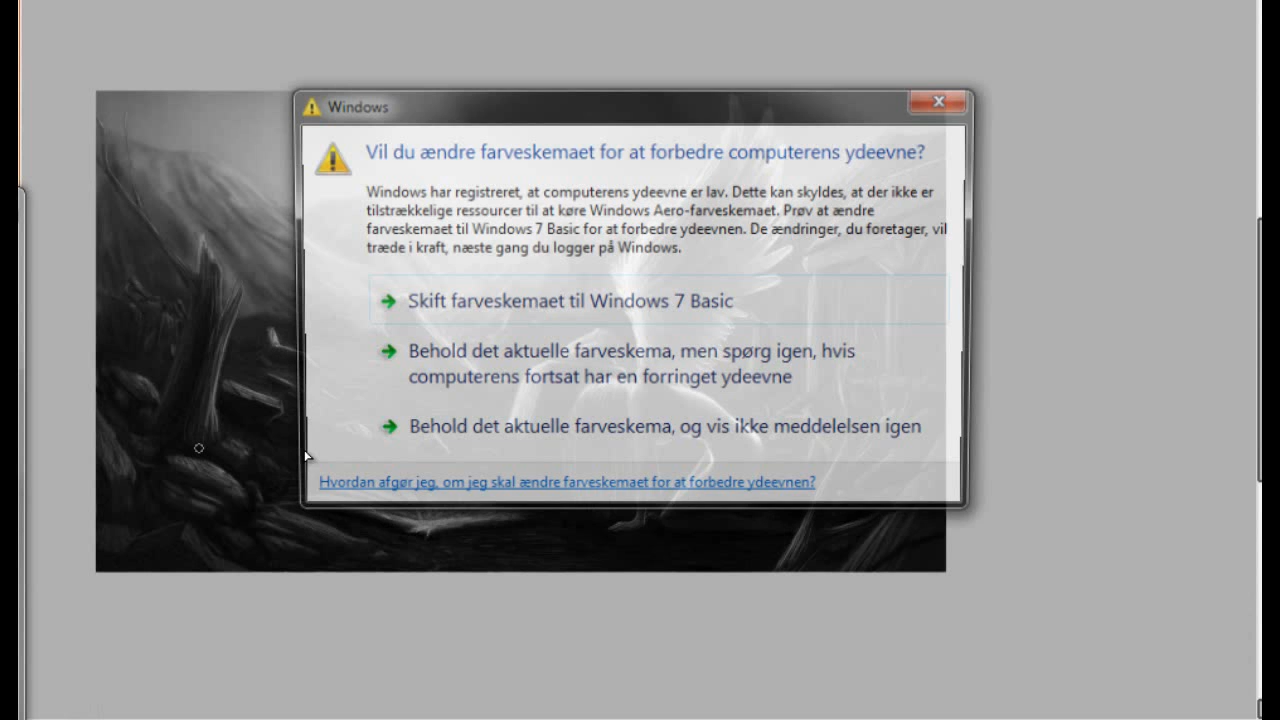 Windows
Vil du ændre farveskemaet for at forbedre computerens ydeevne?
Windows har registreret, at computerens ydeevne er lav. Dette kan skyldes, at der ikke er
tilstrækkelige ressourcer til at køre Windows Aero-farveskemaet. Prøv at ændre
farveskemaet til Windows 7 Basic for at forbedre ydeevnen. De ændringer, du foretager, vil
træde i kraft, næste gang du logger på Windows.
Skift farveskemaet til Windows 7 Basic
Behold det aktuelle farveskema, men spørg igen, hvis
computerens fortsat har en forringet ydeevne
Behold det aktuelle farveskema, og vis ikke meddelelsen igen
Hvordan afgør jeg, om jeg skal ændre farveskemaet for at forbedre ydeevnen?